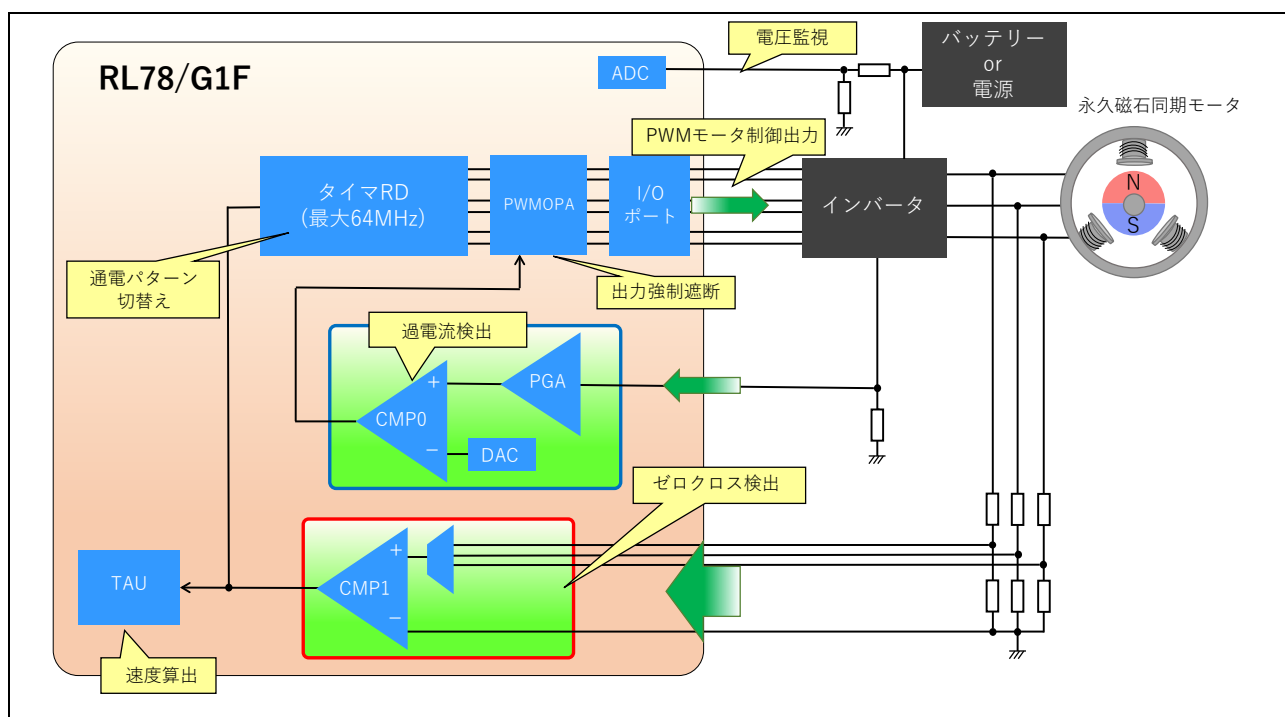 電圧監視
バッテリー
or
電源
RL78/G1F
ADC
永久磁石同期モータ
PWMモータ制御出力
タイマRD
(最大64MHz)
PWMOPA
I/O
ポート
インバータ
N
S
通電パターン
切替え
出力強制遮断
過電流検出
+
PGA
CMP0
−
DAC
ゼロクロス検出
+
TAU
CMP1
−
速度算出